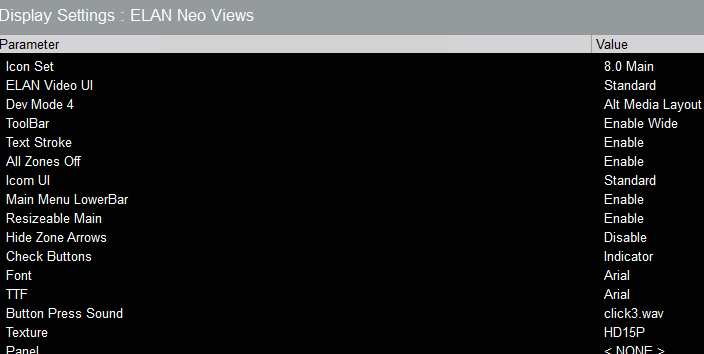 Display Settings : ELAN Neo Views
Parameter Value
Icon Set 8.0 Main
ELAN Video UI Standard
Dev Mode 4 Alt Media Layout
ToolBar Enable Wide
Text Stroke Enable
All Zones Off Enable
Icom UI Standard
Main Menu LowerBar Enable
Resizeable Main Enable
Hide Zone Arrows Disable
Check Buttons Indicator
Font Arial
TTF Arial
Button Press Sound click3.wav
Texture HD15P
Panel < NONE >